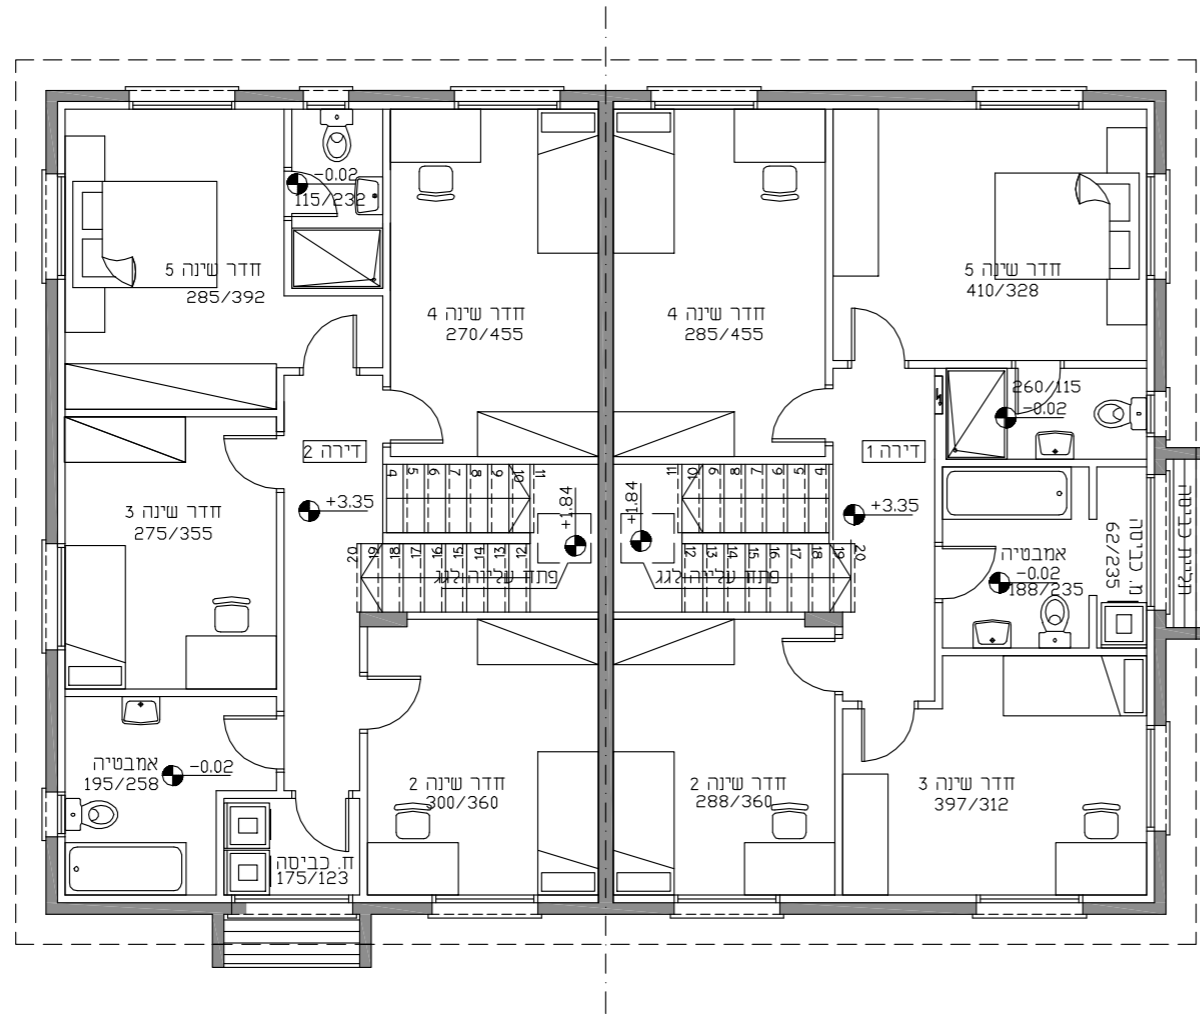 -0.02
115/232
חדר שינה 5
285/392
חדר שינה 4
270/455
חדר שינה 4
285/455
חדר שינה 5
410/328
260/115
-0.02
דירה 2
דירה 1
+3.35
+3.35
4 5 6 7 8 9 10 11
11 10 9 8 7 6 5 4
+1.84
+1.84
חדר שינה 3
275/355
20 19 18 17 16 15 14 13 12
12 13 14 15 16 17 18 19 20
פתח עלייה לגג
פתח עלייה לגג
אמבטיה
-0.02
188/235
מ. כביסה
62/235
תליית כביסה
אמבטיה
-0.02
195/258
חדר שינה 2
300/360
חדר שינה 2
288/360
חדר שינה 3
397/312
ח. כביסה
175/123